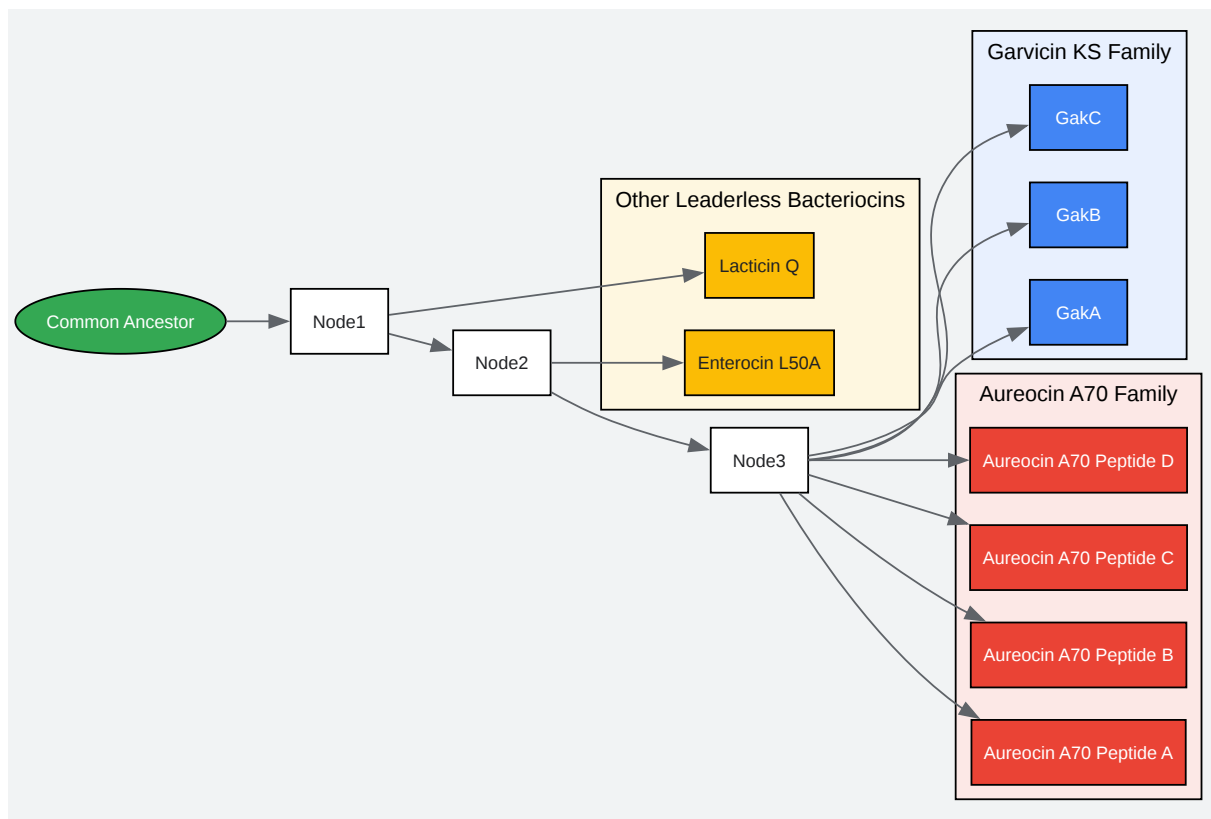 Garvicin KS Family
GakC
Other Leaderless Bacteriocins
GakB
Lacticin Q
GakA
Common Ancestor
Node1
Node2
Enterocin L50A
Aureocin A70 Family
Node3
Aureocin A70 Peptide D
Aureocin A70 Peptide C
Aureocin A70 Peptide B
Aureocin A70 Peptide A